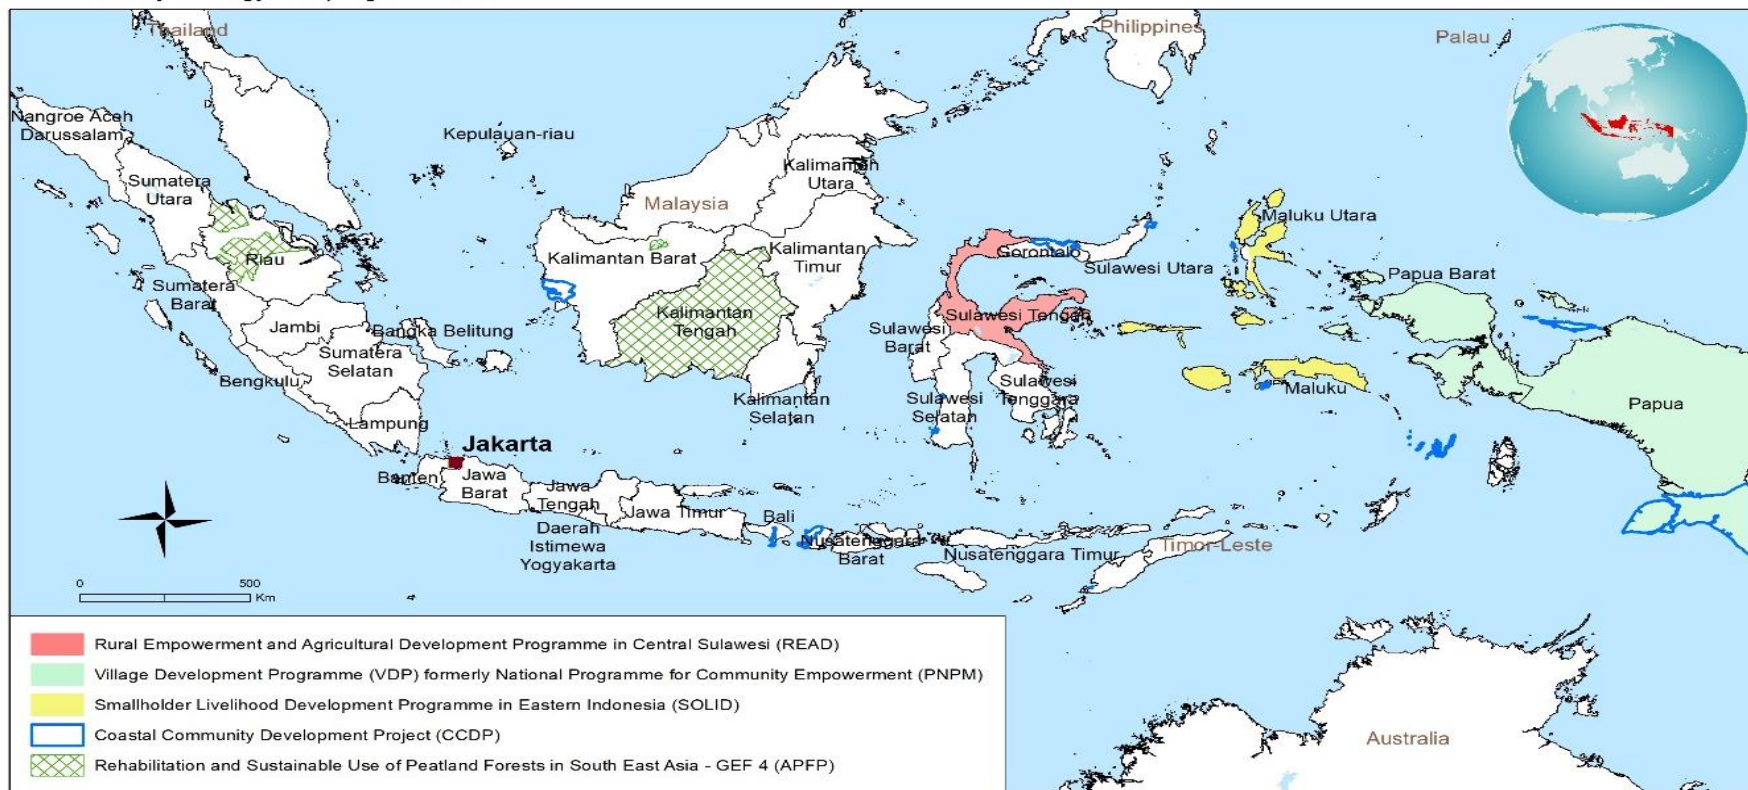 Thailand
Philippines
Palau
Nangroe Aceh
Darussalam
Kepulauan-riau
Sumatera
Utara
Kalimantan
Utara
Malaysia
Maluku Utara
Riau
Kalimantan Barat
Kalimantan
Timur
Gorontalo
Sulawesi Utara
Papua Barat
Sumatera
Barat
Jambi
Bangka Belitung
Kalimantan
Tengah
Sulawesi Tengah
Sulawesi
Barat
Sumatera
Selatan
Bengkulu
Kalimantan
Selatan
Sulawesi
Selatan
Sulawesi
Tenggara
Maluku
Papua
Lampung
Jakarta
Banten
Jawa
Barat
Jawa
Tengah
Jawa Timur
Bali
Daerah
Istimewa
Yogyakarta
Nusatenggara
Barat
Nusatenggara Timur
Timor-Leste
0 500
Km
Rural Empowerment and Agricultural Development Programme in Central Sulawesi (READ)
Village Development Programme (VDP) formerly National Programme for Community Empowerment (PNPM)
Smallholder Livelihood Development Programme in Eastern Indonesia (SOLID)
Coastal Community Development Project (CCDP)
Rehabilitation and Sustainable Use of Peatland Forests in South East Asia - GEF 4 (APFP)
Australia